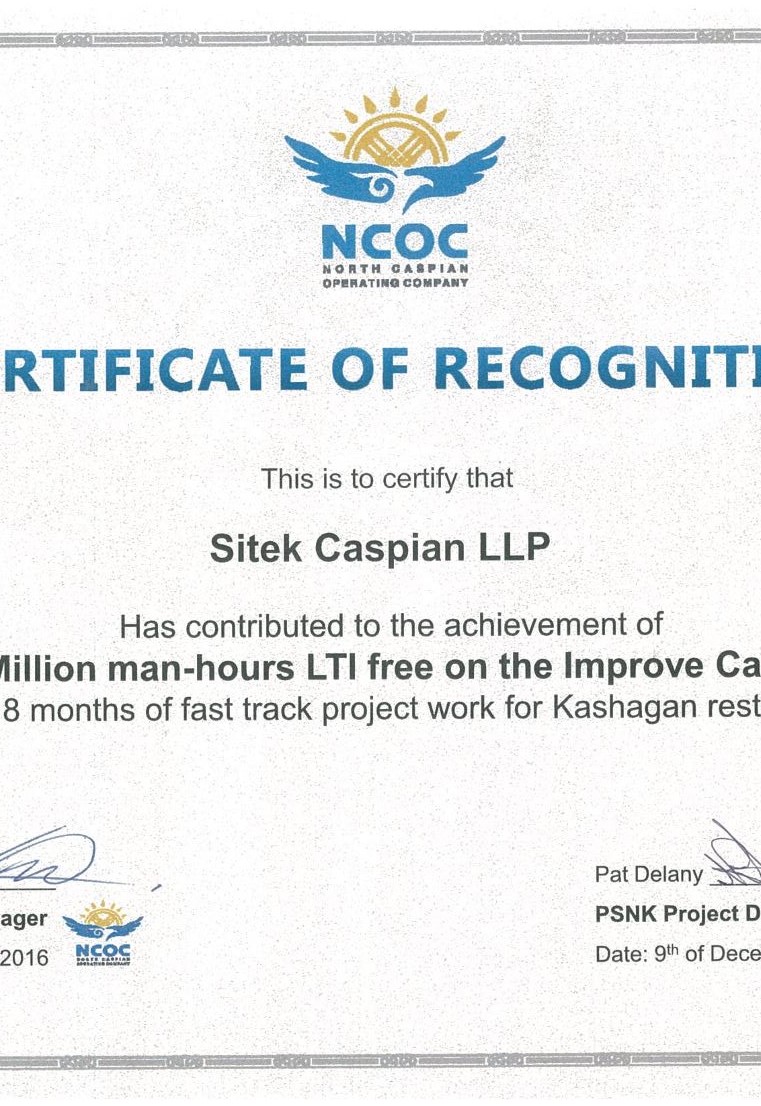 NCOC
NORTH CASPIAN
OPERATING COMPANY
RTIFICATE OF RECOGNITI
This is to certify that
Sitek Caspian LLP
Has contributed to the achievement of
Million man-hours LTI free on the Improve Ca
8 months of fast track project work for Kashagan rest
ager
2016
NCOC
NORTH CASPIAN
OPERATING COMPANY
Pat Delany
PSNK Project D
Date: 9th of Dece